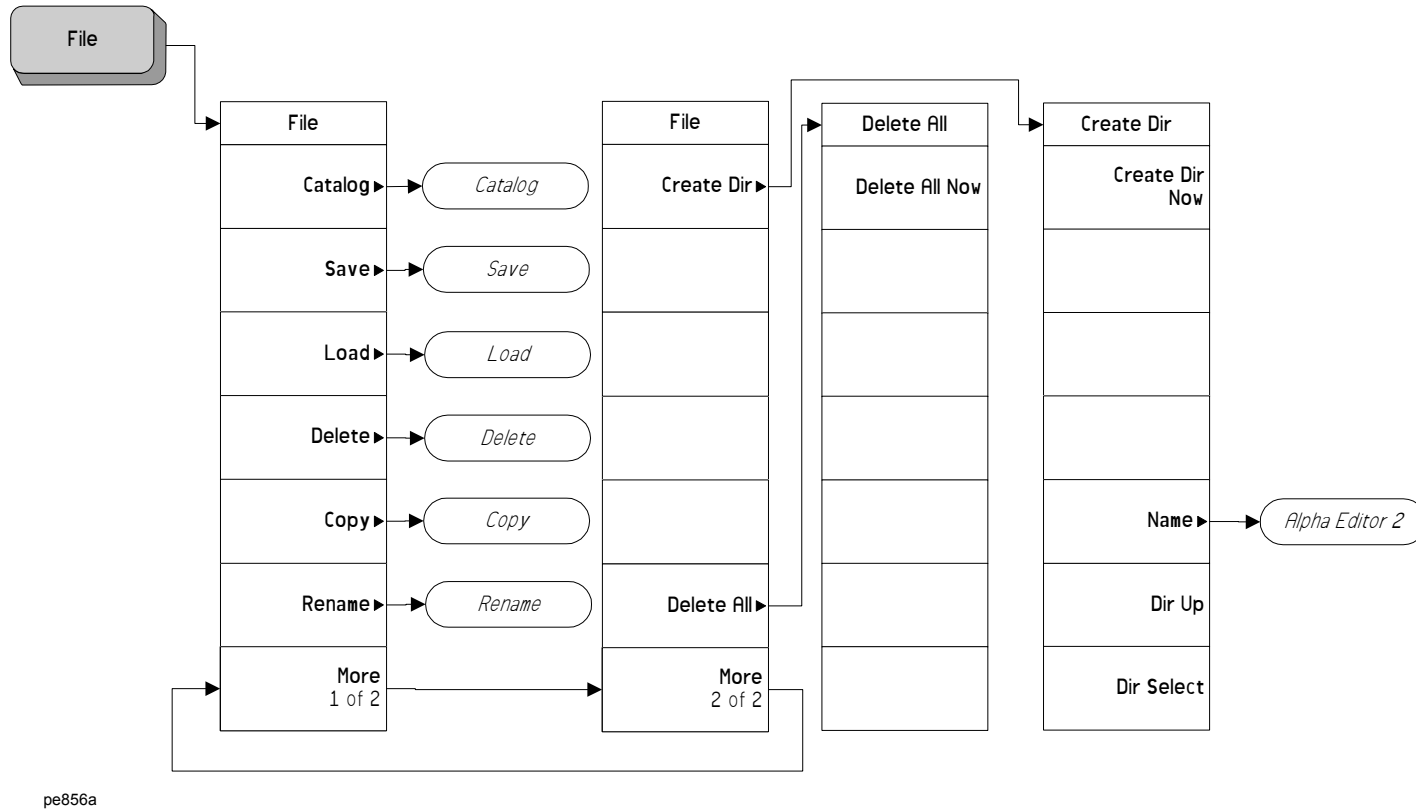 File
File
Catalog
Catalog
Save
Save
Load
Load
Delete
Delete
Copy
Copy
Rename
Rename
More
1 of 2
File
Create Dir
Delete All
More
2 of 2
Delete All
Delete All Now
Create Dir
Create Dir
Now
Name
Alpha Editor 2
Dir Up
Dir Select
pe856a